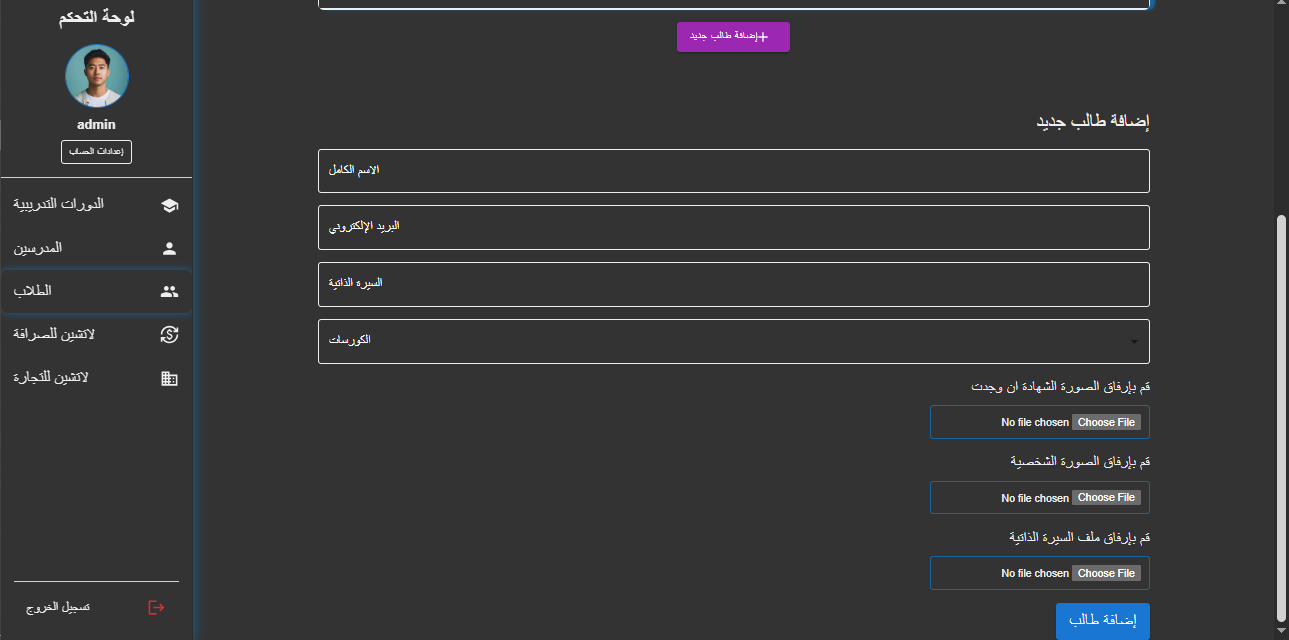 لوحة التحكم
admin
إعدادات الحساب
الدورات التدريبية
المدرسين
الطلاب
لاتشين للصرافة
لاتشين للتجارة
تسجيل الخروج
إضافة طالب جديد+
إضافة طالب جديد
الاسم الكامل
البريد الإلكتروني
السيرة الذاتية
الكورسات
قم بإرفاق الصورة الشهادة ان وجدت
Choose File No file chosen
قم بإرفاق الصورة الشخصية
Choose File No file chosen
قم بإرفاق ملف السيرة الذاتية
Choose File No file chosen
إضافة طالب